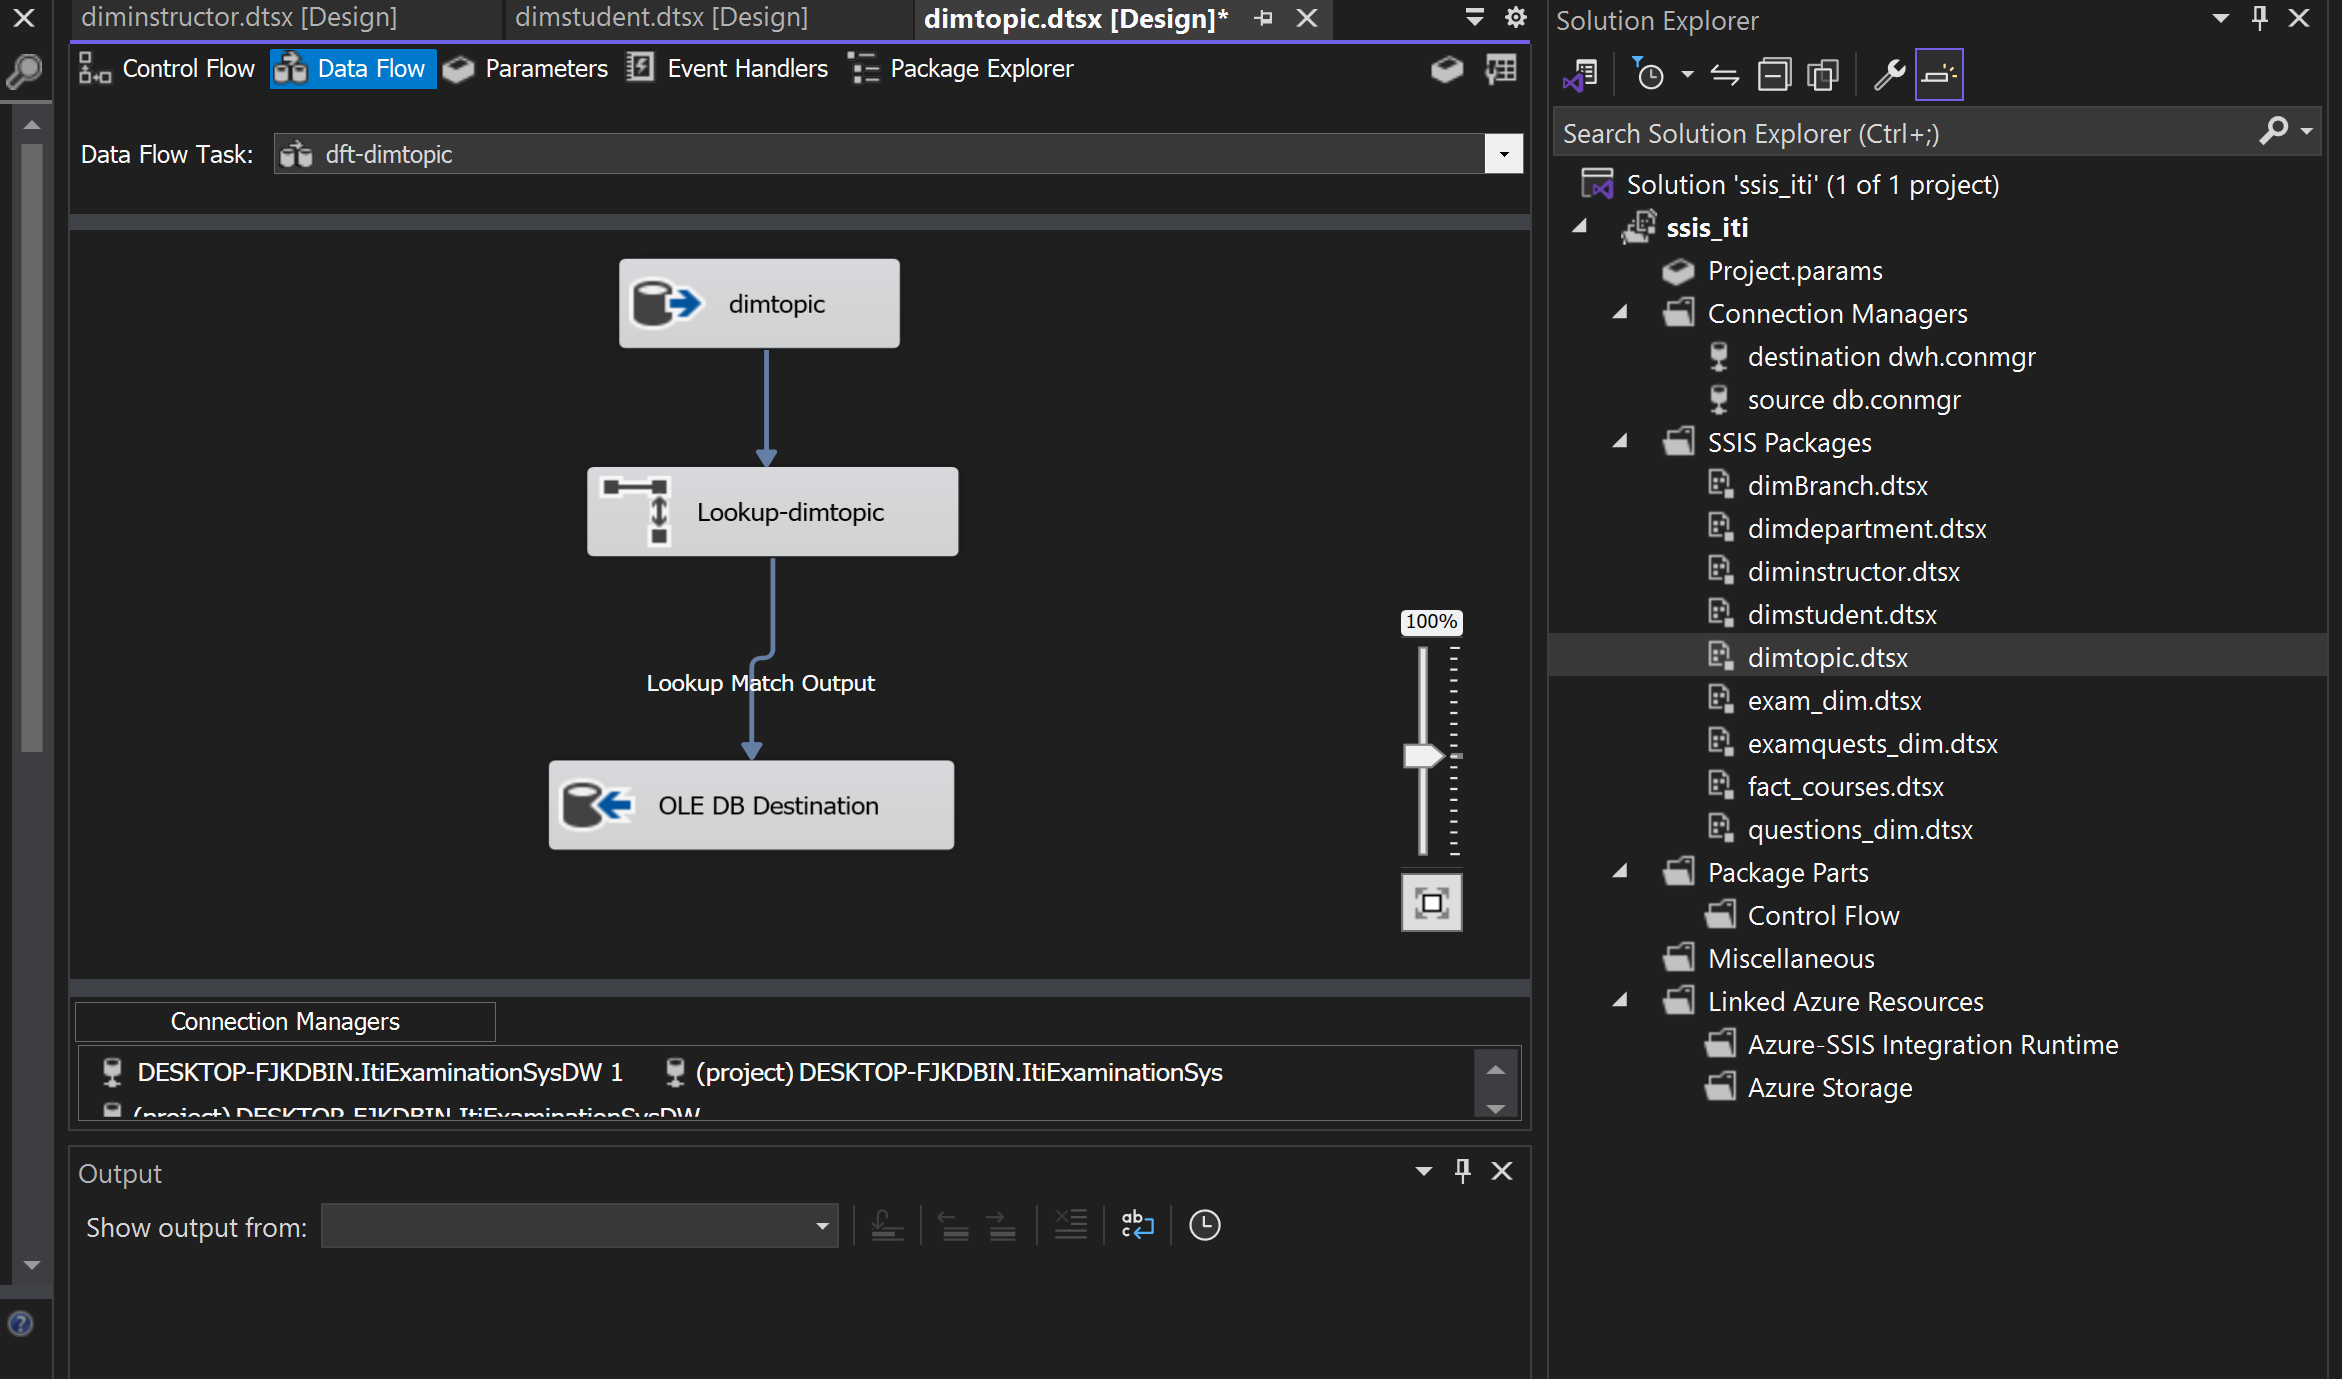 diminstructor.dtsx [Design]
dimstudent.dtsx [Design]
dimtopic.dtsx [Design]*
Control Flow
Data Flow
Parameters
Event Handlers
Package Explorer
Data Flow Task:
dft-dimtopic
dimtopic
Lookup-dimtopic
Lookup Match Output
OLE DB Destination
100%
Connection Managers
DESKTOP-FJKDBIN.ItiExaminationSysDW 1
(project) DESKTOP-FJKDBIN.ItiExaminationSys
(project) DESKTOP-FJKDBIN.ItiExaminationSysDW
Output
Show output from:
Solution Explorer
Search Solution Explorer (Ctrl+;)
Solution 'ssis_iti' (1 of 1 project)
ssis_iti
Project.params
Connection Managers
destination dwh.conmgr
source db.conmgr
SSIS Packages
dimBranch.dtsx
dimdepartment.dtsx
diminstructor.dtsx
dimstudent.dtsx
dimtopic.dtsx
exam_dim.dtsx
examquests_dim.dtsx
fact_courses.dtsx
questions_dim.dtsx
Package Parts
Control Flow
Miscellaneous
Linked Azure Resources
Azure-SSIS Integration Runtime
Azure Storage